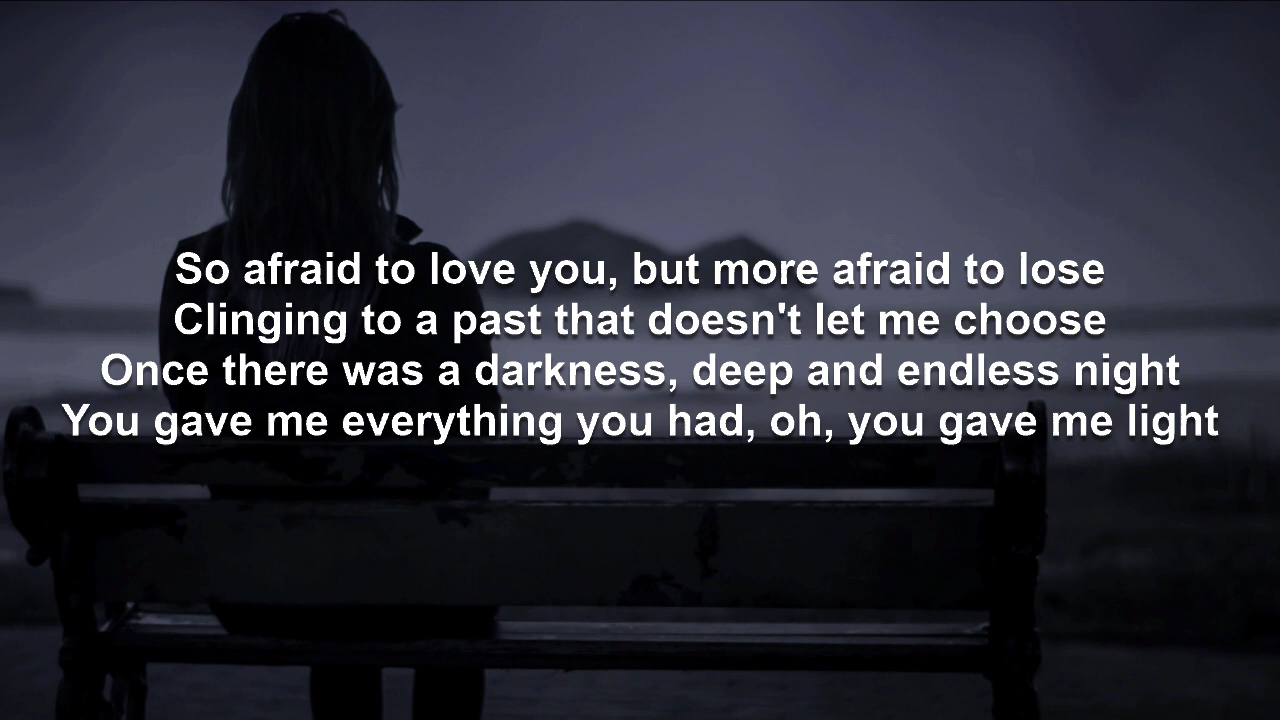 So afraid to love you, but more afraid to lose
Clinging to a past that doesn't let me choose
Once there was a darkness, deep and endless night
You gave me everything you had, oh, you gave me light